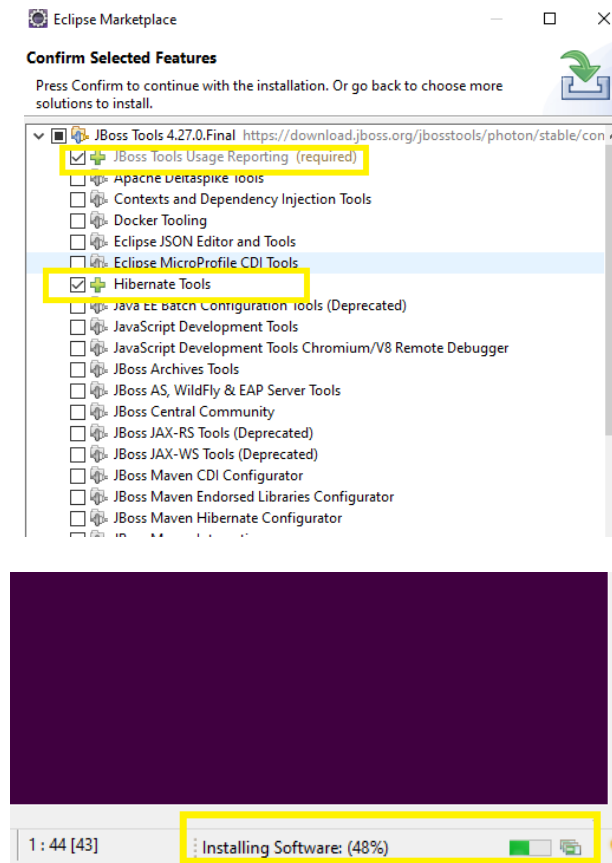 Eclipse Marketplace
Confirm Selected Features
Press Confirm to continue with the installation. Or go back to choose more
solutions to install.
JBoss Tools 4.27.0.Final https://download.jboss.org/jbosstools/photon/stable/con
JBoss Tools Usage Reporting (required)
Apache Deltaspike Tools
Contexts and Dependency Injection Tools
Docker Tooling
Eclipse JSON Editor and Tools
Eclipse MicroProfile CDI Tools
Hibernate Tools
Java EE Batch Configuration Tools (Deprecated)
JavaScript Development Tools
JavaScript Development Tools Chromium/V8 Remote Debugger
JBoss Archives Tools
JBoss AS, WildFly & EAP Server Tools
JBoss Central Community
JBoss JAX-RS Tools (Deprecated)
JBoss JAX-WS Tools (Deprecated)
JBoss Maven CDI Configurator
JBoss Maven Endorsed Libraries Configurator
JBoss Maven Hibernate Configurator
1 : 44 [43]
Installing Software: (48%)